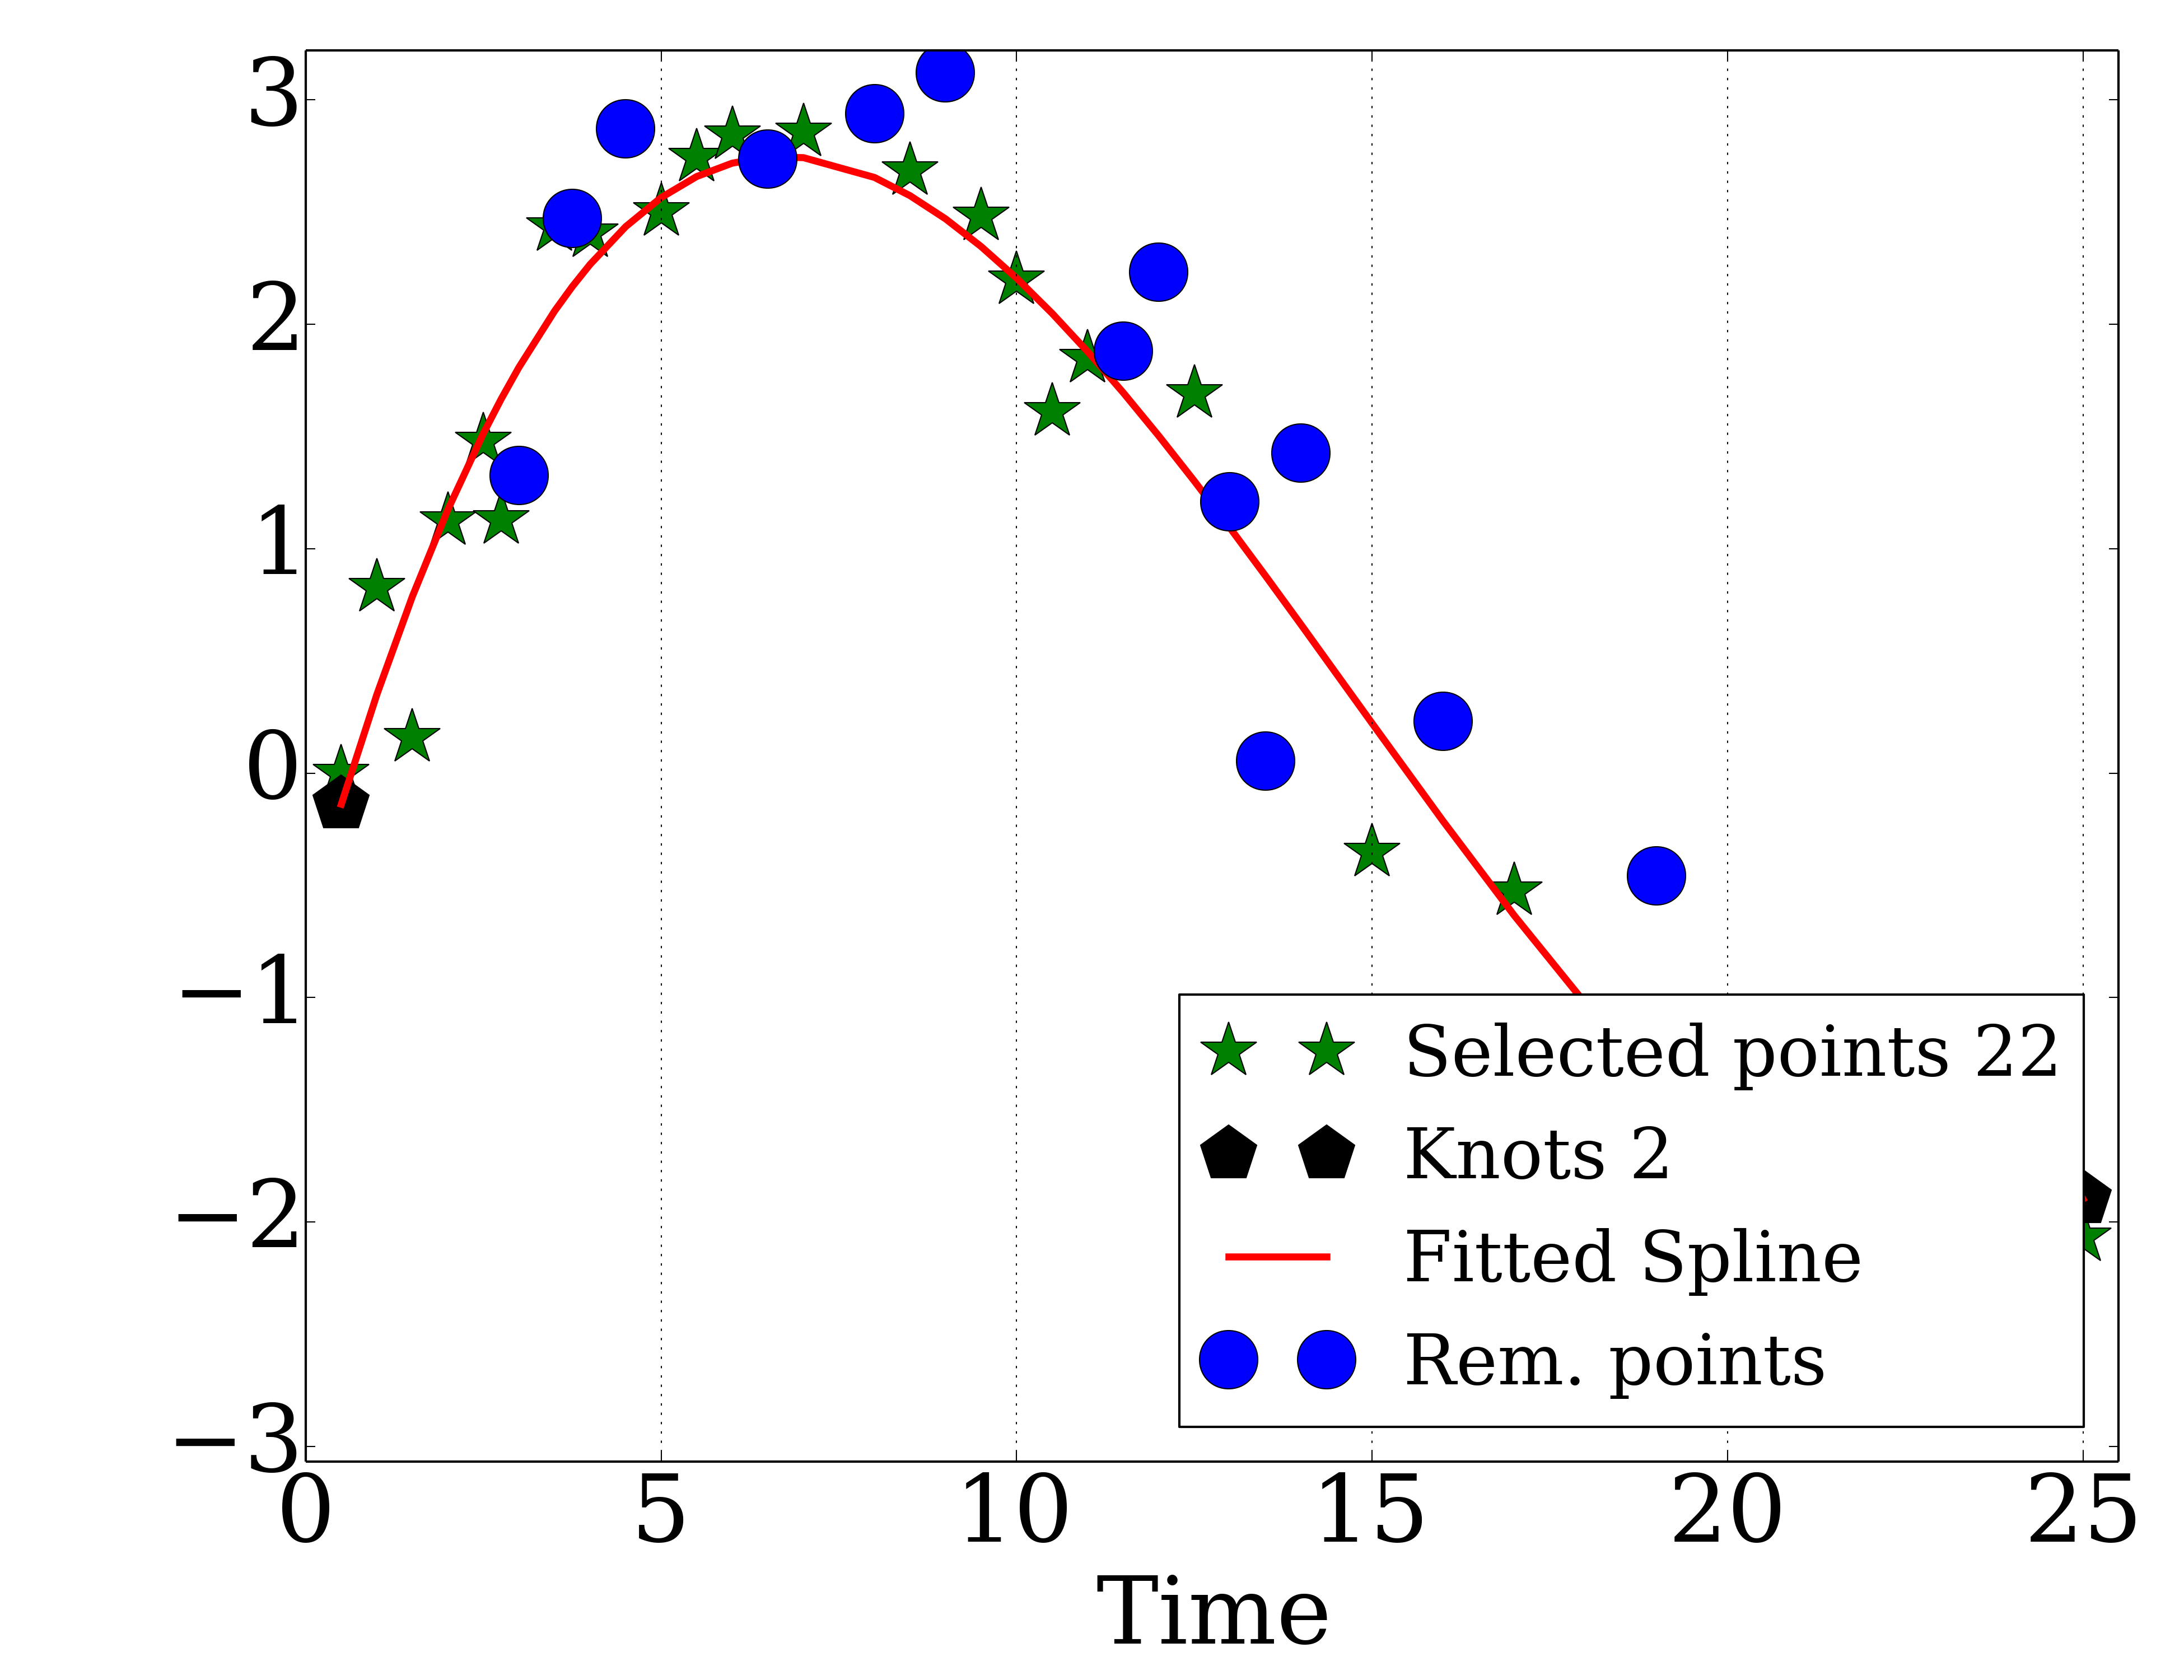 3
2
1
0
−1
−2
−3
0 5 10 15 20 25
Time
Selected points 22
Knots 2
Fitted Spline
Rem. points